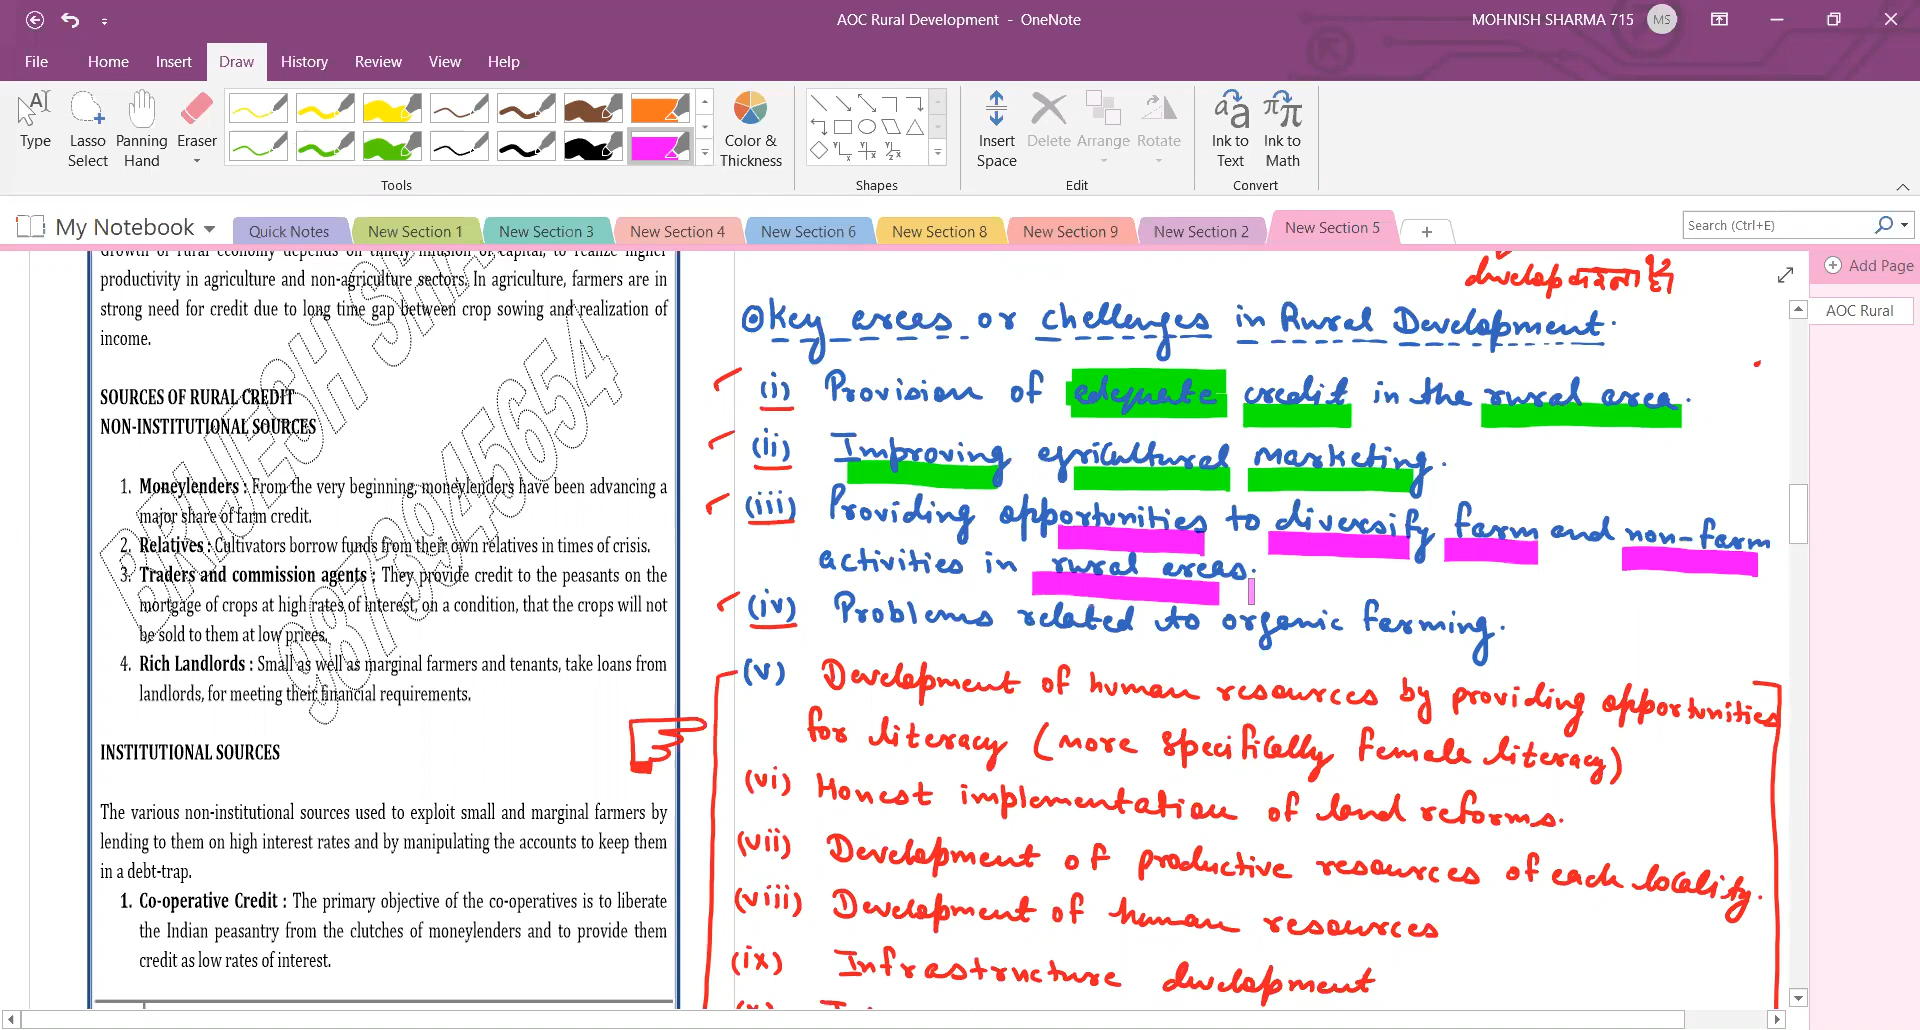 AOC Rural Development - OneNote
MOHNISH SHARMA 715
MS
File Home Insert Draw History Review View Help
Type
Lasso Select
Panning Hand
Eraser
Color & Thickness
Insert Space
Delete
Arrange
Rotate
Ink to Text
Ink to Math
Tools
Shapes
Edit
Convert
My Notebook
Quick Notes
New Section 1
New Section 3
New Section 4
New Section 6
New Section 8
New Section 9
New Section 2
New Section 5
Search (Ctrl+E)
Add Page
AOC Rural
Growth of rural economy depends on timely infusion of capital, to realize higher
productivity in agriculture and non-agriculture sectors. In agriculture, farmers are in
strong need for credit due to long time gap between crop sowing and realization of
income.
SOURCES OF RURAL CREDIT
NON-INSTITUTIONAL SOURCES
1. Moneylenders : From the very beginning, moneylenders have been advancing a
major share of farm credit.
2. Relatives : Cultivators borrow funds from their own relatives in times of crisis.
3. Traders and commission agents : They provide credit to the peasants on the
mortgage of crops at high rates of interest, on a condition, that the crops will not
be sold to them at low prices.
4. Rich Landlords : Small as well as marginal farmers and tenants, take loans from
landlords, for meeting their financial requirements.
INSTITUTIONAL SOURCES
The various non-institutional sources used to exploit small and marginal farmers by
lending to them on high interest rates and by manipulating the accounts to keep them
in a debt-trap.
1. Co-operative Credit : The primary objective of the co-operatives is to liberate
the Indian peasantry from the clutches of moneylenders and to provide them
credit as low rates of interest.
9873945654
Key areas or chellenges in Rural Development.
(i) Provision of adequate credit in the rural area.
(ii) Improving agricultural marketing.
(iii) Providing opportunities to diversify farm and non-farm
activities in rural areas.
(iv) Problems related to organic farming.
(v) Development of human resources by providing opportunities
for literacy (more specifically female literacy)
(vi) Honest implementation of land reforms.
(vii) Development of productive resources of each locality.
(viii) Development of human resources
(ix) Infrastructure development